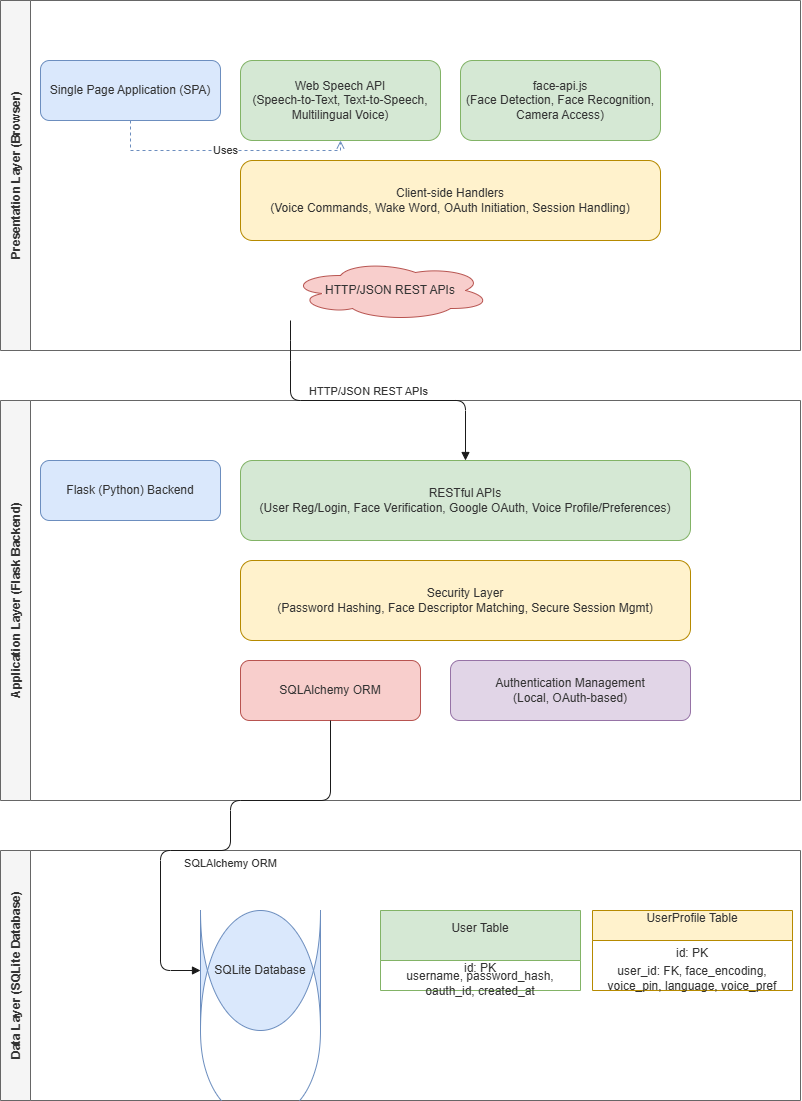 Presentation Layer (Browser)
Single Page Application (SPA)
Web Speech API
(Speech-to-Text, Text-to-Speech,
Multilingual Voice)
face-api.js
(Face Detection, Face Recognition,
Camera Access)
Uses
Client-side Handlers
(Voice Commands, Wake Word, OAuth Initiation, Session Handling)
HTTP/JSON REST APIs
HTTP/JSON REST APIs
Application Layer (Flask Backend)
Flask (Python) Backend
RESTful APIs
(User Reg/Login, Face Verification, Google OAuth, Voice Profile/Preferences)
Security Layer
(Password Hashing, Face Descriptor Matching, Secure Session Mgmt)
SQLAlchemy ORM
Authentication Management
(Local, OAuth-based)
SQLAlchemy ORM
Data Layer (SQLite Database)
SQLite Database
User Table
id: PK
username, password_hash,
oauth_id, created_at
UserProfile Table
id: PK
user_id: FK, face_encoding,
voice_pin, language, voice_pref